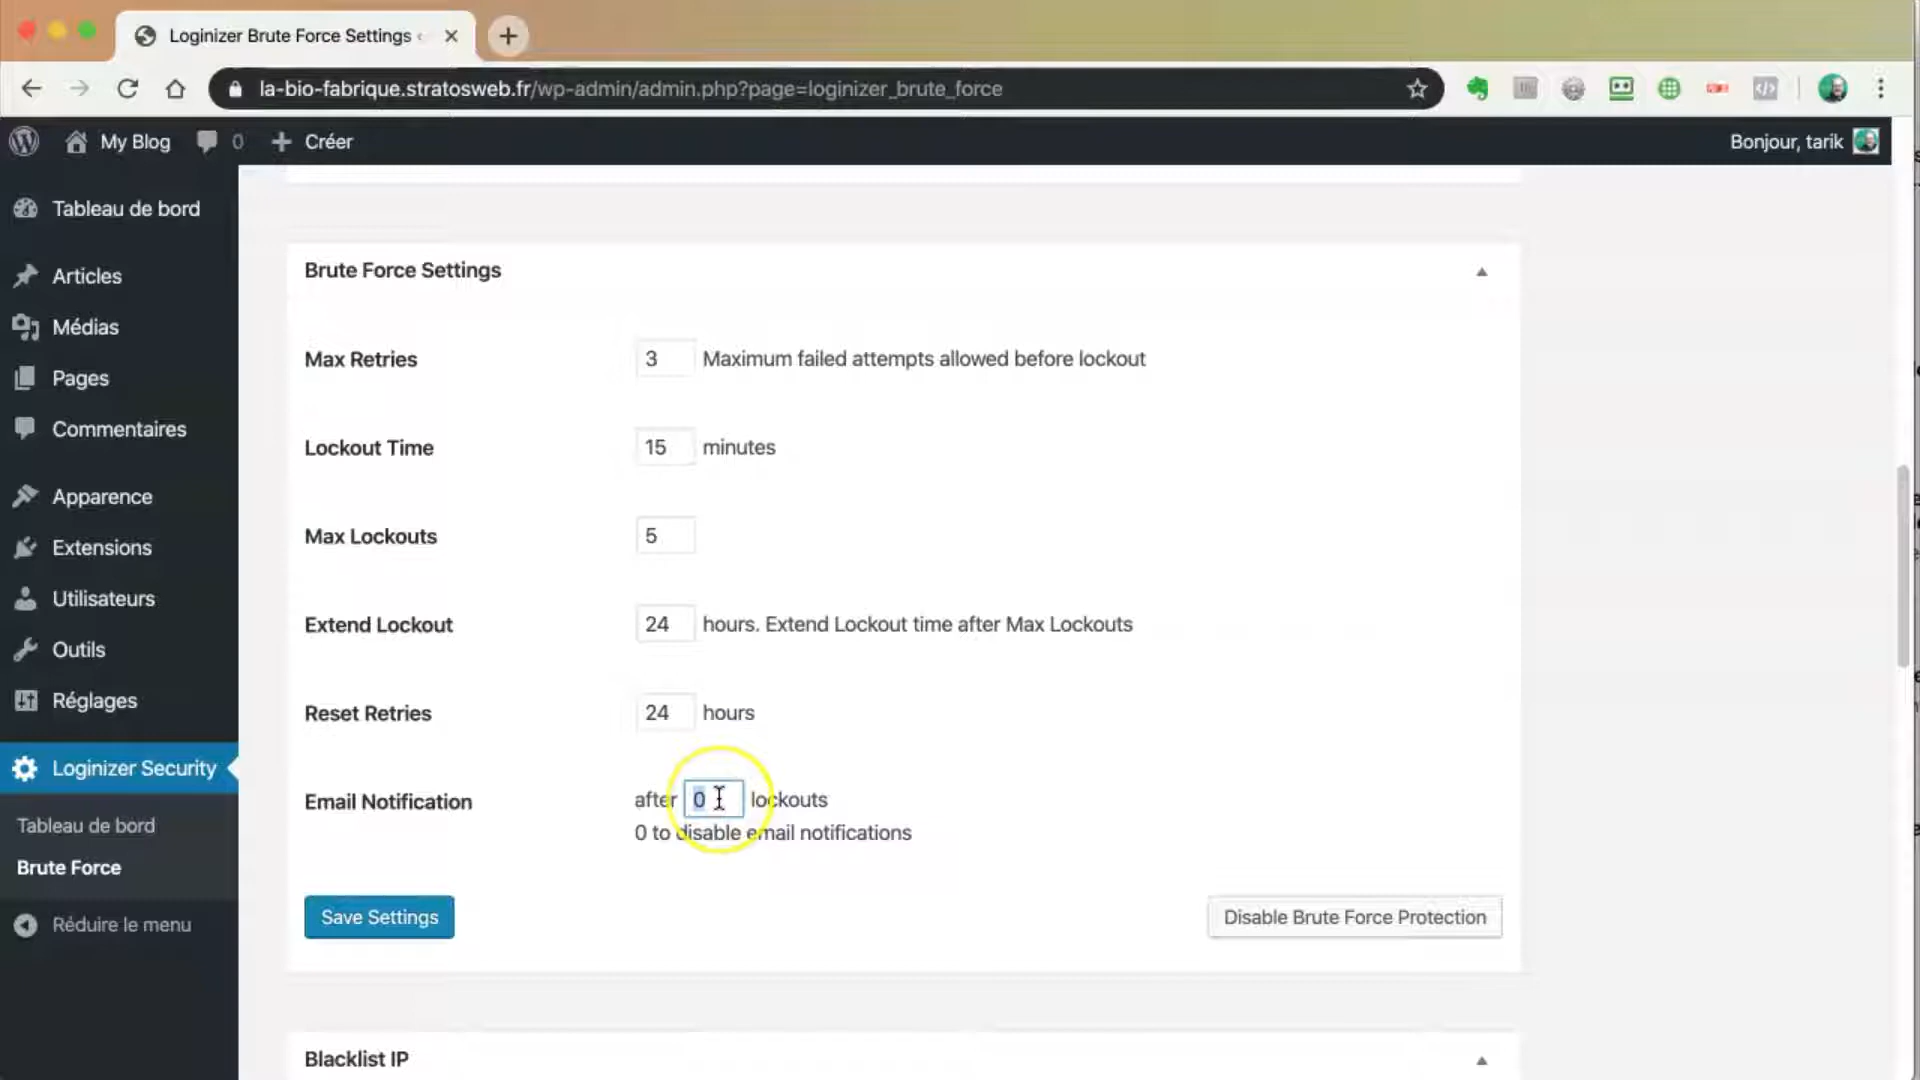 Loginizer Brute Force Settings
la-bio-fabrique.stratosweb.fr/wp-admin/admin.php?page=loginizer_brute_force
My Blog 0 + Créer Bonjour, tarik
Tableau de bord
Articles
Médias
Pages
Commentaires
Apparence
Extensions
Utilisateurs
Outils
Réglages
Loginizer Security
Tableau de bord
Brute Force
Réduire le menu
Brute Force Settings
Max Retries 3 Maximum failed attempts allowed before lockout
Lockout Time 15 minutes
Max Lockouts 5
Extend Lockout 24 hours. Extend Lockout time after Max Lockouts
Reset Retries 24 hours
Email Notification after 0 lockouts
0 to disable email notifications
Save Settings Disable Brute Force Protection
Blacklist IP